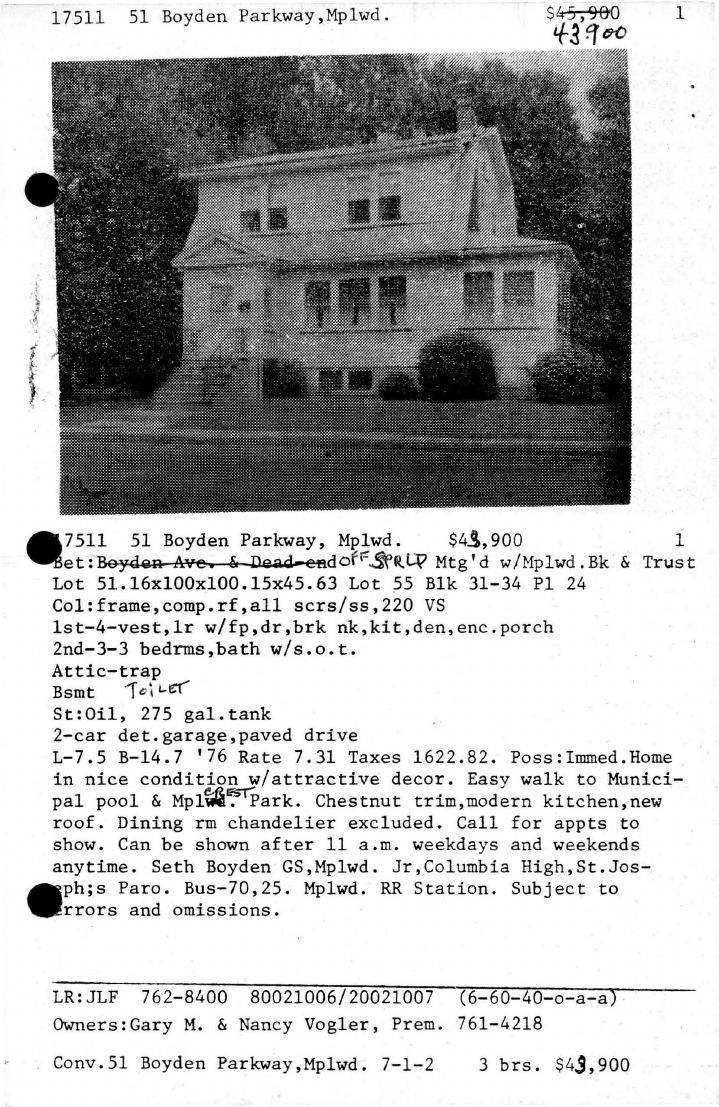 17511 51 Boyden Parkway,Mplwd. $45,900 1
43900
17511 51 Boyden Parkway, Mplwd. $43,900 1
Bet:Boyden Ave. & Dead-end OFF Mtg'd w/Mplwd.Bk & Trust
Lot 51.16x100x100.15x45.63 Lot 55 Blk 31-34 Pl 24
Col:frame,comp.rf,all scrs/ss,220 VS
1st-4-vest,lr w/fp,dr,brk nk,kit,den,enc.porch
2nd-3-3 bedrms,bath w/s.o.t.
Attic-trap
Bsmt TOILET
St:Oil, 275 gal.tank
2-car det.garage,paved drive
L-7.5 B-14.7 '76 Rate 7.31 Taxes 1622.82. Poss:Immed.Home
in nice condition w/attractive decor. Easy walk to Munici-
pal pool & Mplwd. CREST Park. Chestnut trim,modern kitchen,new
roof. Dining rm chandelier excluded. Call for appts to
show. Can be shown after 11 a.m. weekdays and weekends
anytime. Seth Boyden GS,Mplwd. Jr,Columbia High,St.Jos-
eph;s Paro. Bus-70,25. Mplwd. RR Station. Subject to
errors and omissions.
LR:JLF 762-8400 80021006/20021007 (6-60-40-o-a-a)
Owners:Gary M. & Nancy Vogler, Prem. 761-4218
Conv.51 Boyden Parkway,Mplwd. 7-1-2 3 brs. $43,900